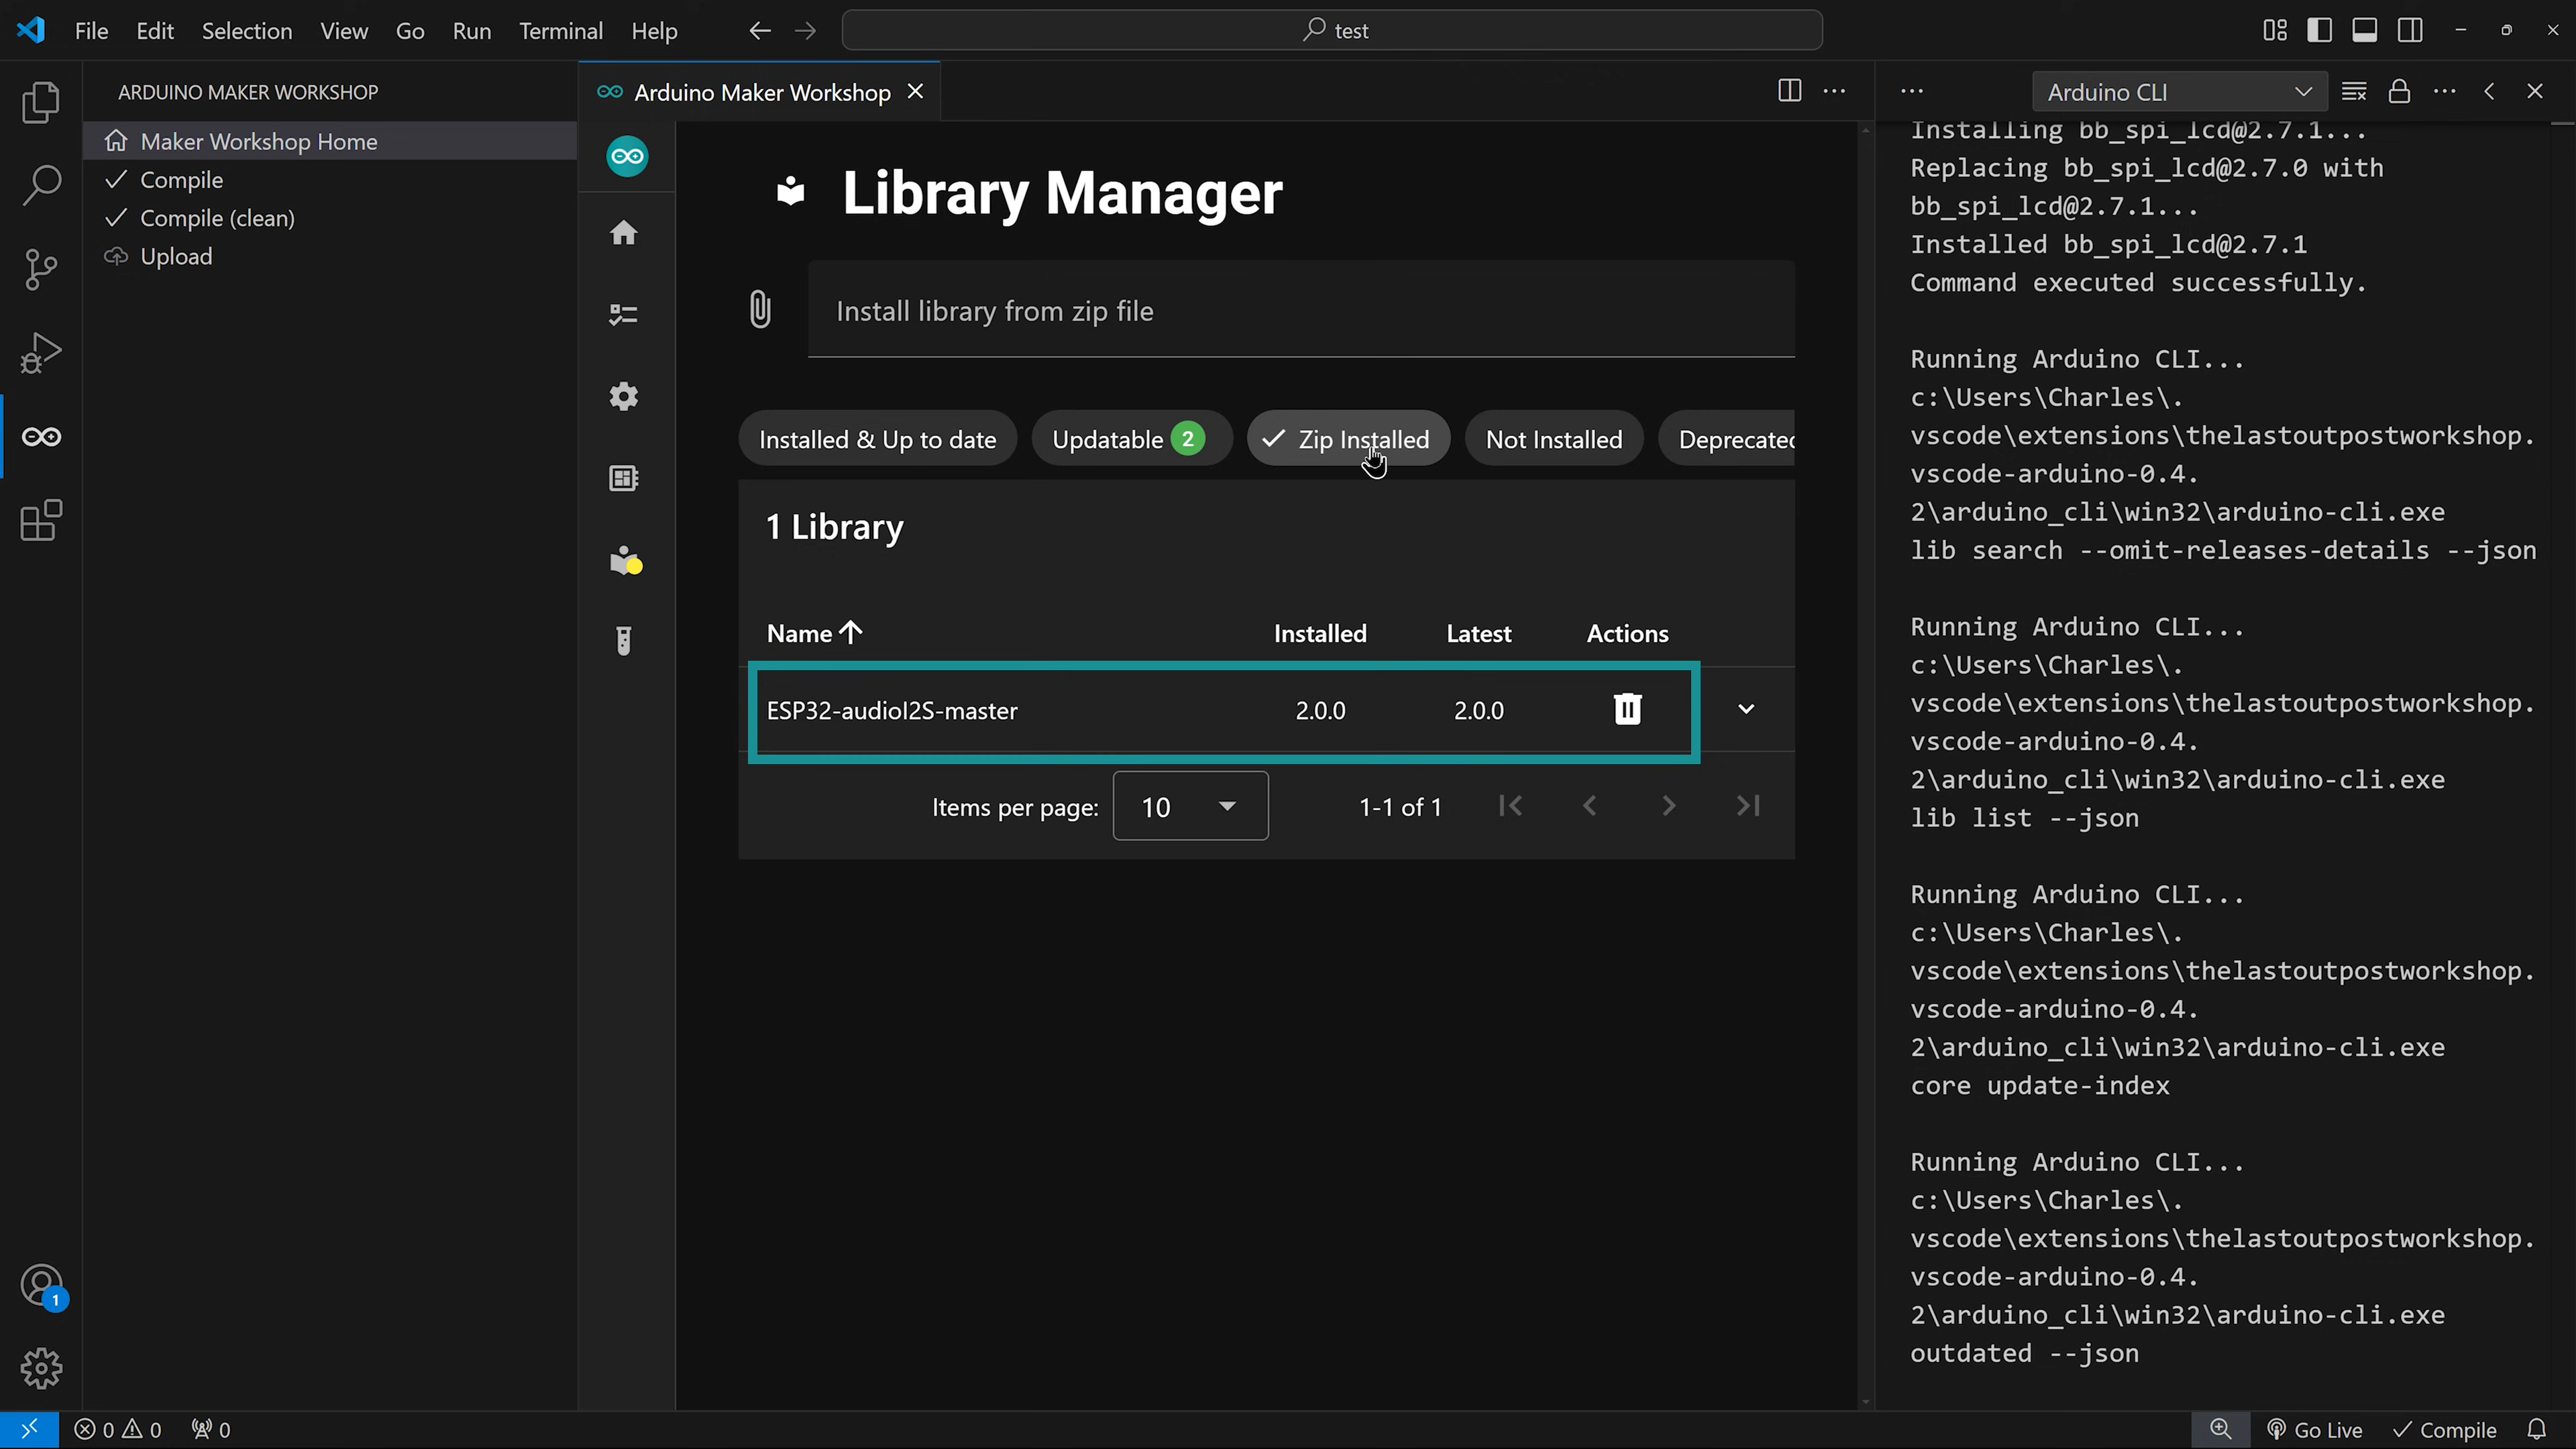 File Edit Selection View Go Run Terminal Help
test
ARDUINO MAKER WORKSHOP
Maker Workshop Home
Compile
Compile (clean)
Upload
Arduino Maker Workshop
Library Manager
Install library from zip file
Installed & Up to date
Updatable 2
Zip Installed
Not Installed
Deprecated
1 Library
Name Installed Latest Actions
ESP32-audioI2S-master 2.0.0 2.0.0
Items per page: 10 1-1 of 1
Arduino CLI
Installing bb_spi_lcd@2.7.1...
Replacing bb_spi_lcd@2.7.0 with
bb_spi_lcd@2.7.1...
Installed bb_spi_lcd@2.7.1
Command executed successfully.
Running Arduino CLI...
c:\Users\Charles\.
vscode\extensions\thelastoutpostworkshop.
vscode-arduino-0.4.
2\arduino_cli\win32\arduino-cli.exe
lib search --omit-releases-details --json
Running Arduino CLI...
c:\Users\Charles\.
vscode\extensions\thelastoutpostworkshop.
vscode-arduino-0.4.
2\arduino_cli\win32\arduino-cli.exe
lib list --json
Running Arduino CLI...
c:\Users\Charles\.
vscode\extensions\thelastoutpostworkshop.
vscode-arduino-0.4.
2\arduino_cli\win32\arduino-cli.exe
core update-index
Running Arduino CLI...
c:\Users\Charles\.
vscode\extensions\thelastoutpostworkshop.
vscode-arduino-0.4.
2\arduino_cli\win32\arduino-cli.exe
outdated --json
1
0 0 0
Go Live Compile